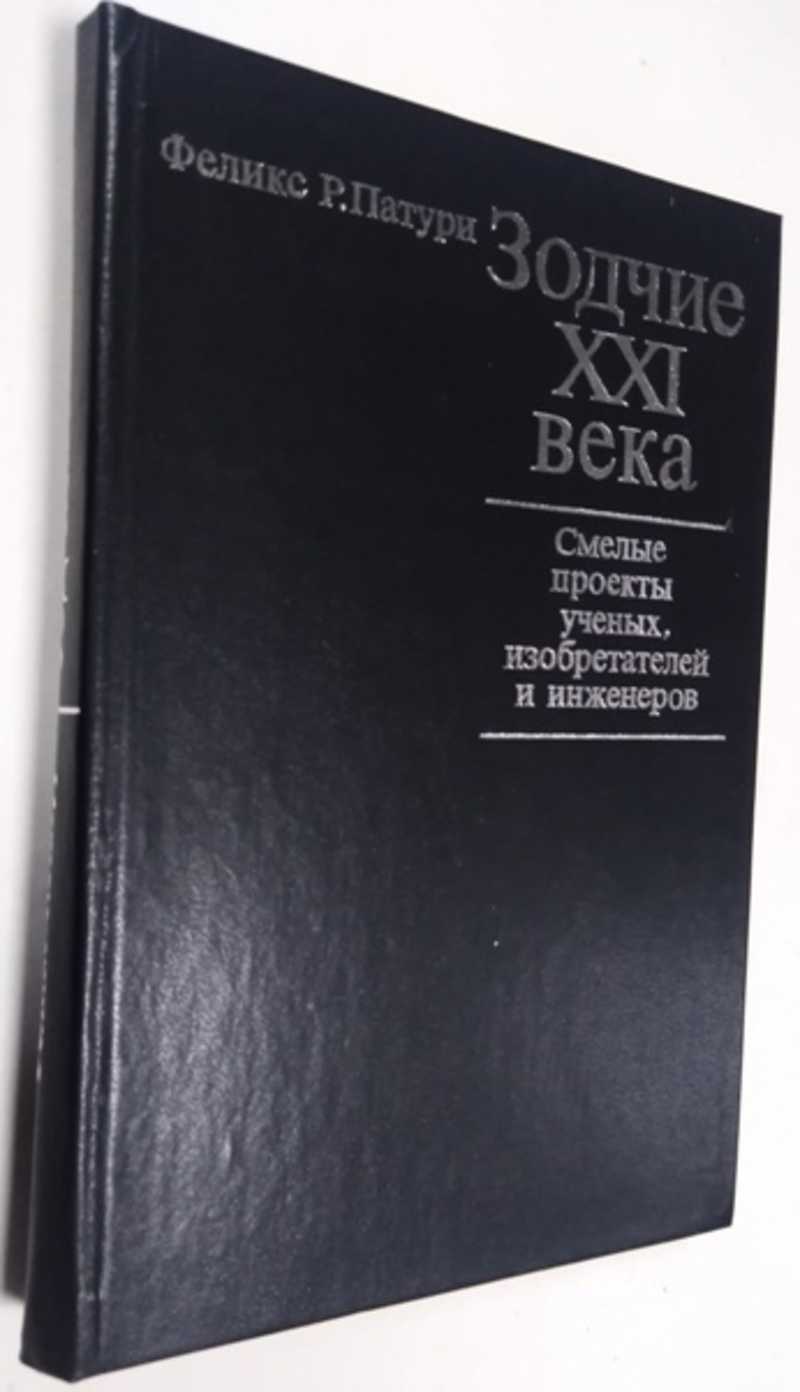 Феликс Р.Патури
Зодчие
XXI
века
Смелые
проекты
ученых,
изобретателей
и инженеров